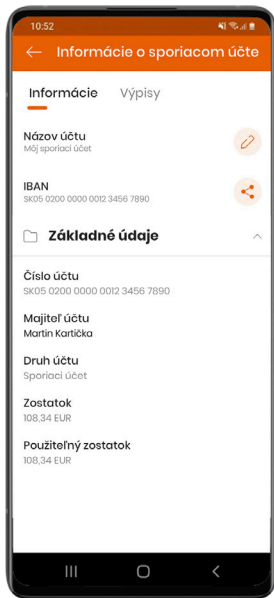 10:52
Informácie o sporiacom účte
Informácie
Výpisy
Názov účtu
Môj sporiaci účet
IBAN
SK05 0200 0000 0012 3456 7890
Základné údaje
Číslo účtu
SK05 0200 0000 0012 3456 7890
Majiteľ účtu
Martin Kartička
Druh účtu
Sporiaci účet
Zostatok
108,34 EUR
Použiteľný zostatok
108,34 EUR